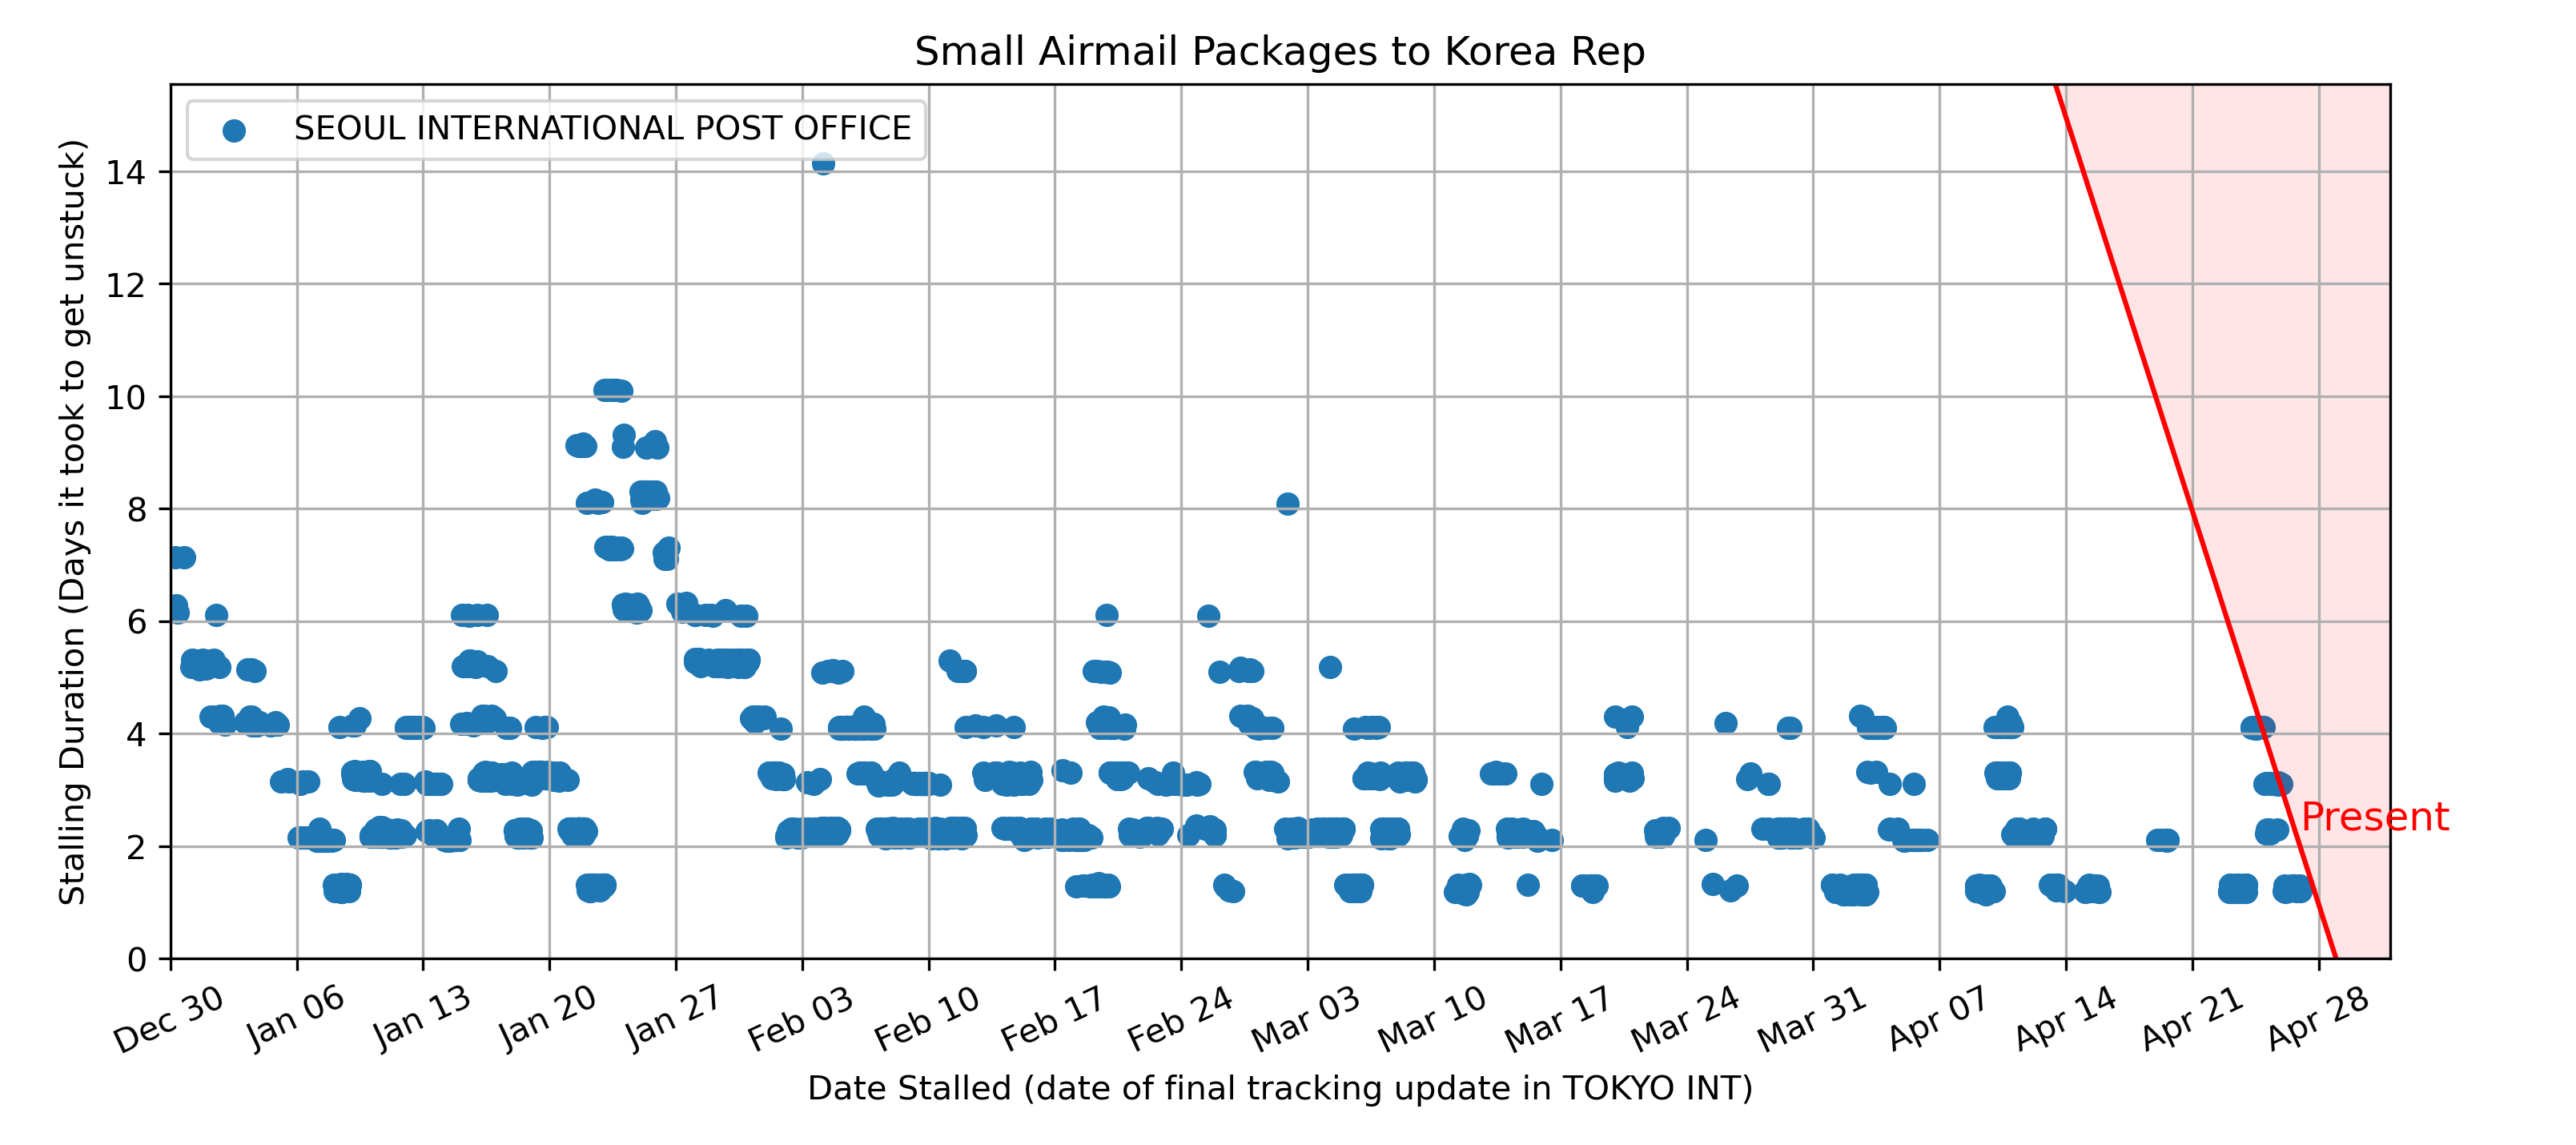 Small Airmail Packages to Korea Rep
SEOUL INTERNATIONAL POST OFFICE
Stalling Duration (Days it took to get unstuck)
14
12
10
8
6
4
2
0
Present
Dec 30
Jan 06
Jan 13
Jan 20
Jan 27
Feb 03
Feb 10
Feb 17
Feb 24
Mar 03
Mar 10
Mar 17
Mar 24
Mar 31
Apr 07
Apr 14
Apr 21
Apr 28
Date Stalled (date of final tracking update in TOKYO INT)